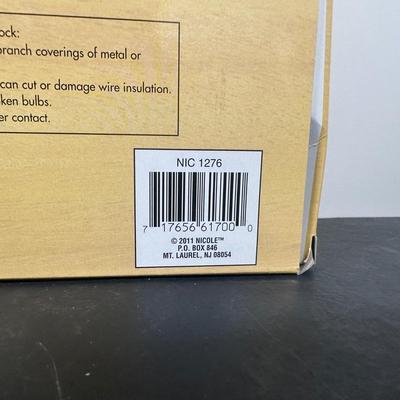 ock:
branch coverings of metal or
can cut or damage wire insulation.
ken bulbs.
er contact.
NIC 1276
7 17656 61700 0
© 2011 NICOLE™
P.O. BOX 846
MT. LAUREL, NJ 08054